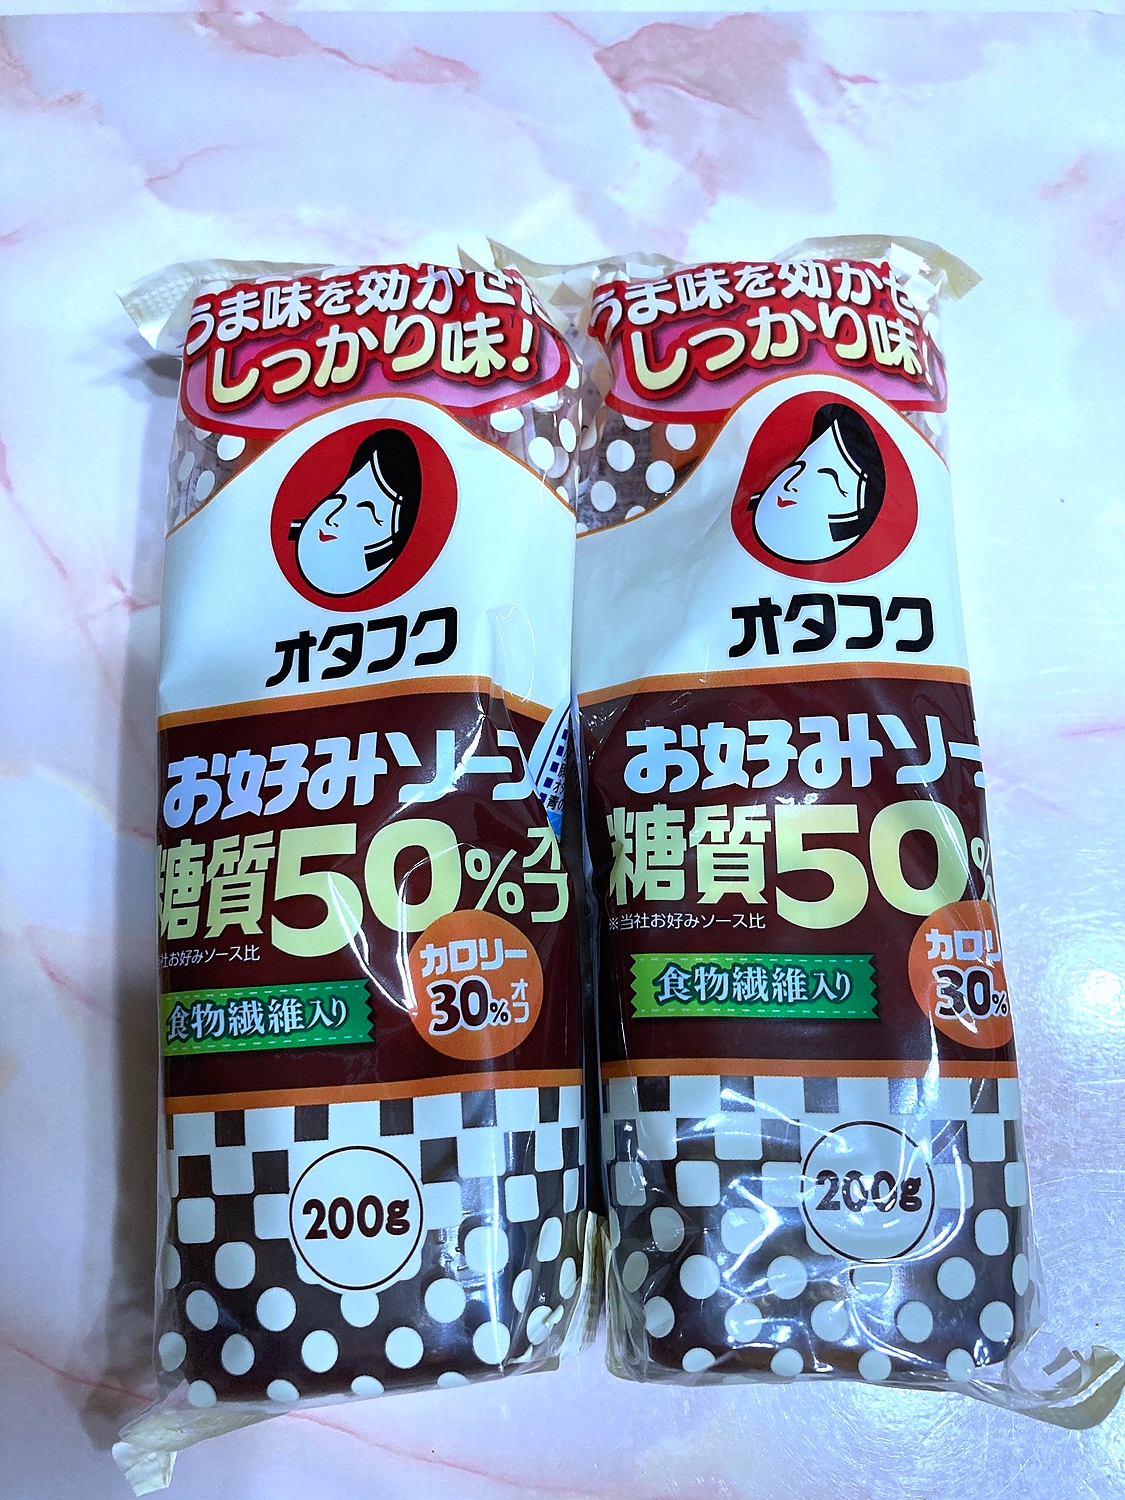 うま味を効かせた
しっかり味!
オタフク
お好みソース
糖質50%オフ
社お好みソース比
食物繊維入り
カロリー
30%オフ
200g
うま味を効かせ
しっかり味!
オタフク
お好みソー
糖質50%
※当社お好みソース比
食物繊維入り
カロリ
30%
200g